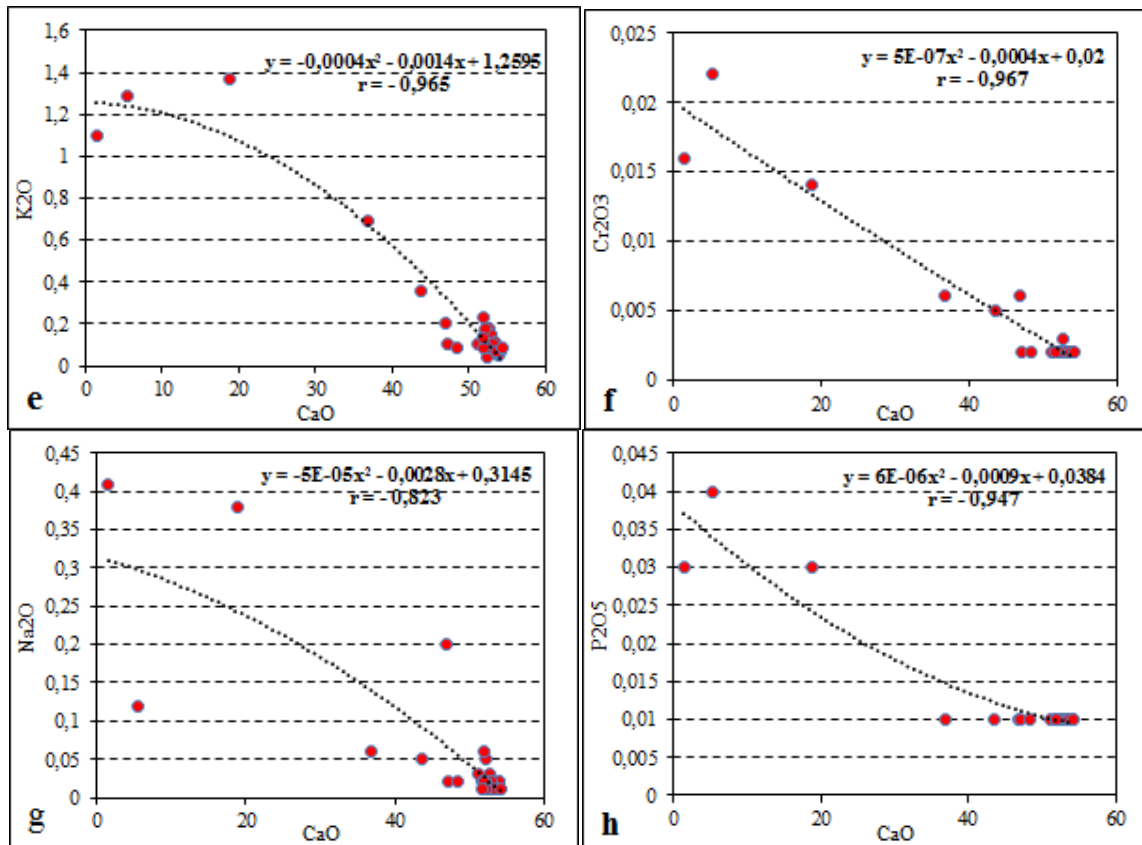 1,6
1,4
1,2
1
0,8
0,6
0,4
0,2
0
K2O
y = -0,0004x² - 0,0014x + 1,2595
r = - 0,965
0 10 20 30 40 50 60
CaO
e
0,025
0,02
0,015
0,01
0,005
0
Cr2O3
y = 5E-07x² - 0,0004x + 0,02
r = - 0,967
0 20 40 60
CaO
f
0,45
0,4
0,35
0,3
0,25
0,2
0,15
0,1
0,05
0
Na2O
y = -5E-05x² - 0,0028x + 0,3145
r = - 0,823
0 20 40 60
CaO
g
0,045
0,04
0,035
0,03
0,025
0,02
0,015
0,01
0,005
0
P2O5
y = 6E-06x² - 0,0009x + 0,0384
r = - 0,947
0 20 40 60
CaO
h